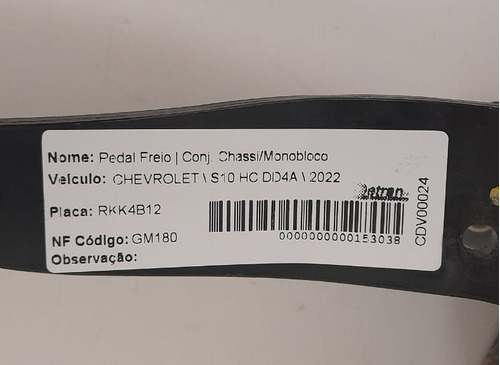 Nome: Pedal Freio | Conj. Chassi/Monobloco
Veículo: CHEVROLET \ S10 HC DD4A \ 2022
Detran
Placa: RKK4B12
NF Código: GM180
0000000000153038
Observação:
CDV00024